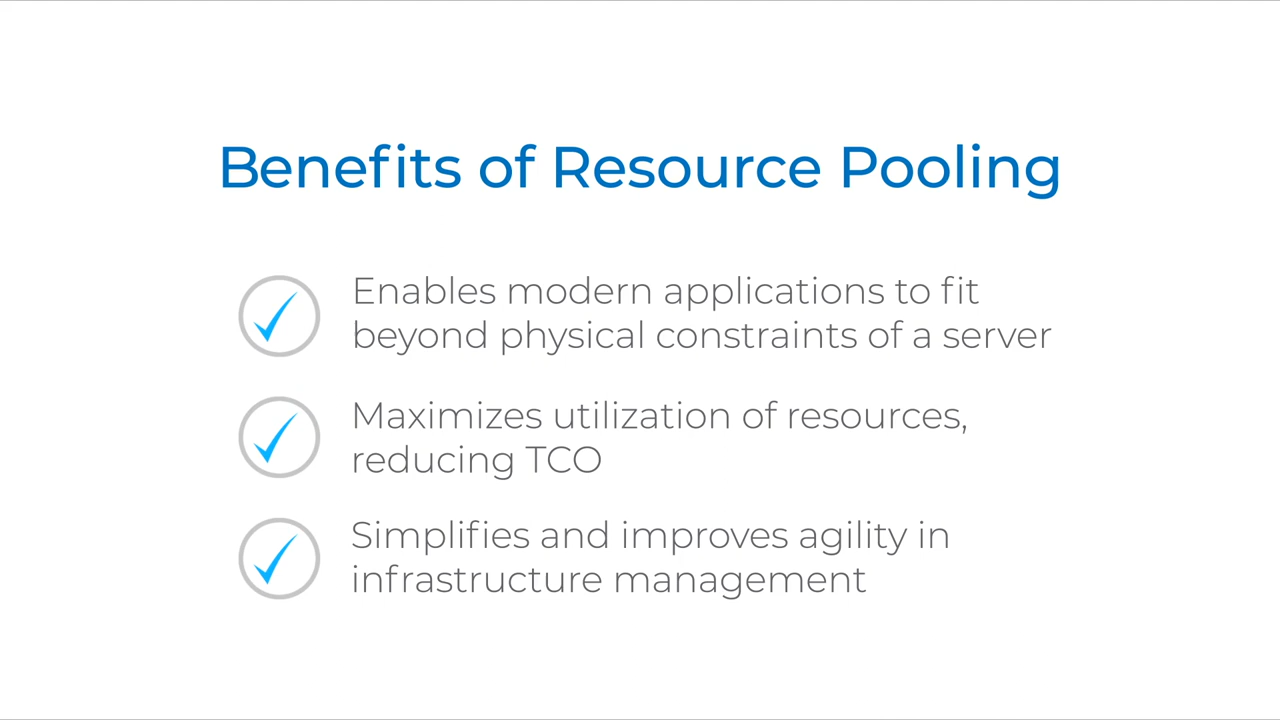 Benefits of Resource Pooling
Enables modern applications to fit
beyond physical constraints of a server
Maximizes utilization of resources,
reducing TCO
Simplifies and improves agility in
infrastructure management